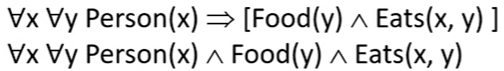 ∀x ∀y Person(x) ⇒ [Food(y) ∧ Eats(x, y) ]
∀x ∀y Person(x) ∧ Food(y) ∧ Eats(x, y)